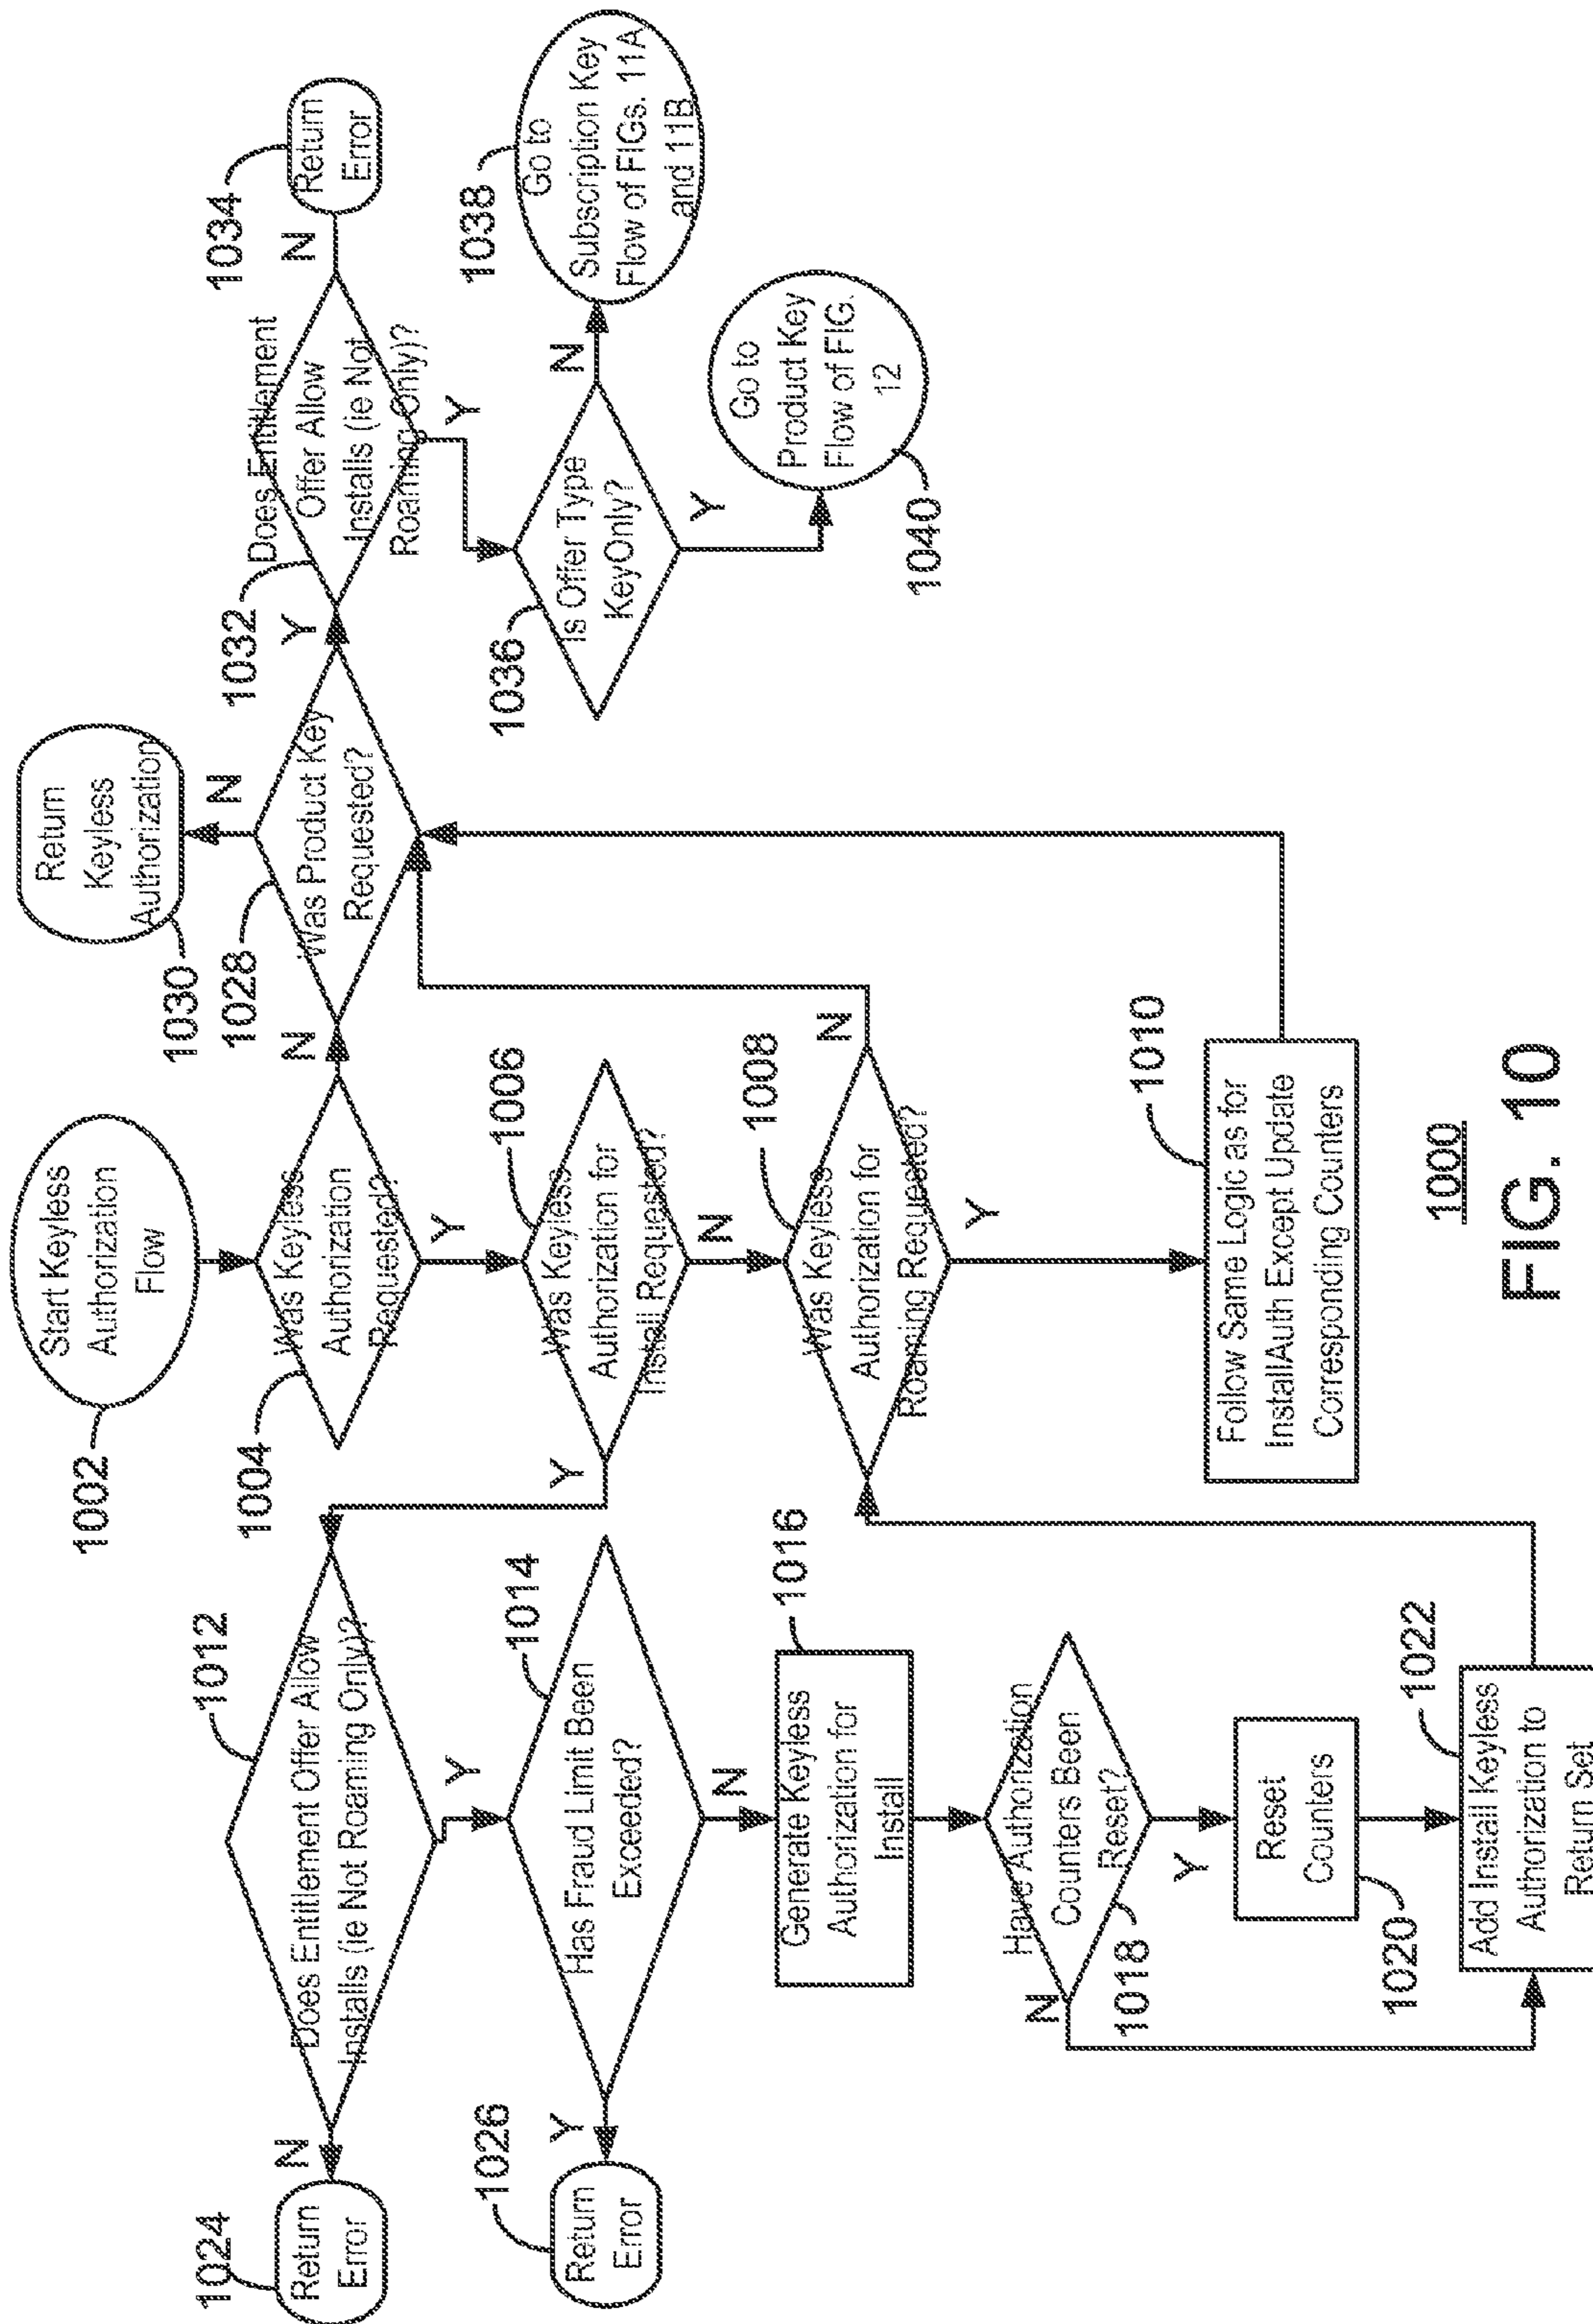 1002
Start Keyless
Authorization
Flow
1004
Was Keyless
Authorization
Requested?
N
Y
1006
Was Keyless
Authorization for
Install Requested?
Y
N
1008
Was Keyless
Authorization for
Roaming Requested?
N
Y
1010
Follow Same Logic as for
InstallAuth Except Update
Corresponding Counters
1012
Does Entitlement Offer Allow
Installs (ie Not Roaming Only)?
N
Y
1024
Return
Error
1014
Has Fraud Limit Been
Exceeded?
Y
N
1026
Return
Error
1016
Generate Keyless
Authorization for
Install
1018
Have Authorization
Counters Been
Reset?
N
Y
1020
Reset
Counters
1022
Add Install Keyless
Authorization to
Return Set
1028
Was Product Key
Requested?
N
Y
1030
Return
Keyless
Authorization
1032
Does Entitlement
Offer Allow
Installs (ie Not
Roaming Only)?
N
Y
1034
Return
Error
1036
Is Offer Type
KeyOnly?
N
Y
1038
Go to
Subscription Key
Flow of FIGs. 11A
and 11B
1040
Go to
Product Key
Flow of FIG.
12
1000
FIG. 10